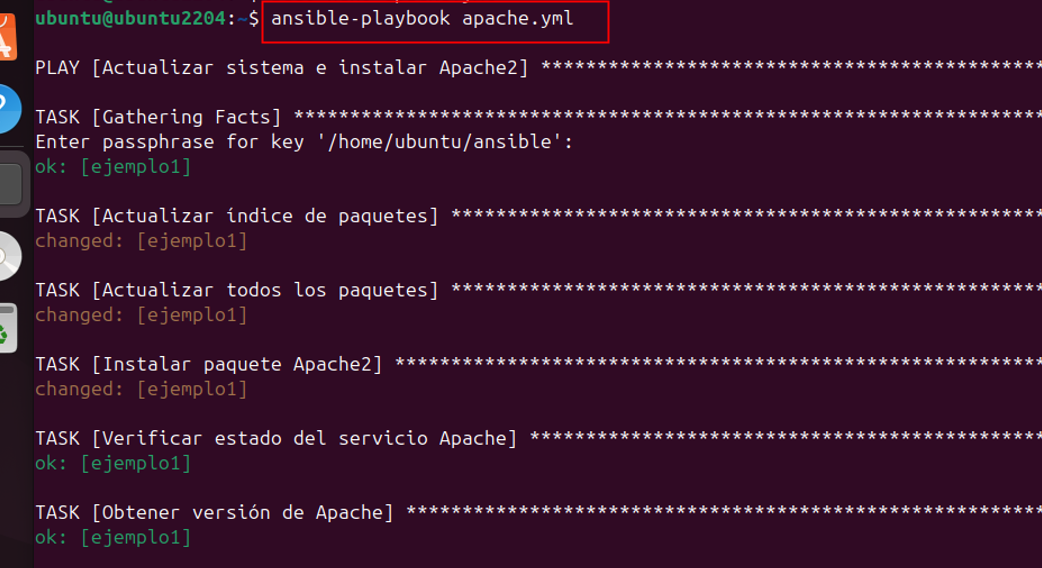 ubuntu@ubuntu2204:~$ ansible-playbook apache.yml
PLAY [Actualizar sistema e instalar Apache2] *********************************************
TASK [Gathering Facts] *******************************************************************
Enter passphrase for key '/home/ubuntu/ansible':
ok: [ejemplo1]
TASK [Actualizar índice de paquetes] *****************************************************
changed: [ejemplo1]
TASK [Actualizar todos los paquetes] *****************************************************
changed: [ejemplo1]
TASK [Instalar paquete Apache2] **********************************************************
changed: [ejemplo1]
TASK [Verificar estado del servicio Apache] **********************************************
ok: [ejemplo1]
TASK [Obtener versión de Apache] *********************************************************
ok: [ejemplo1]